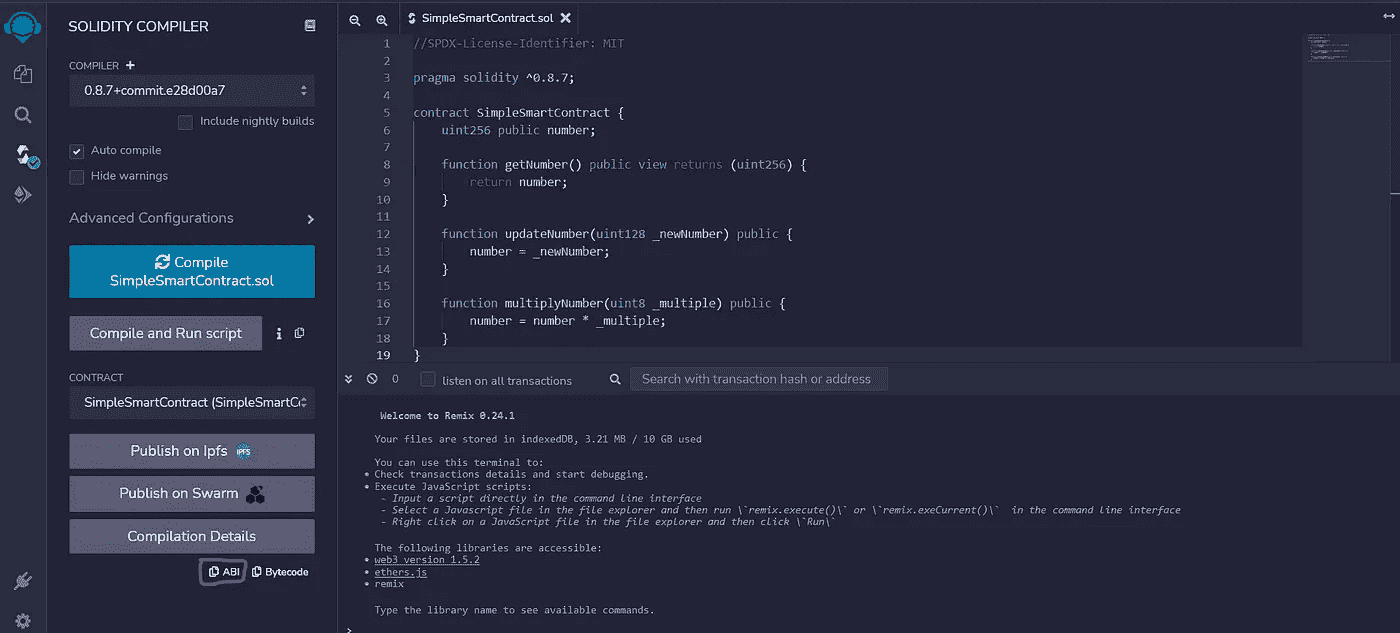 SOLIDITY COMPILER
COMPILER +
0.8.7+commit.e28d00a7
Include nightly builds
Auto compile
Hide warnings
Advanced Configurations
Compile
SimpleSmartContract.sol
Compile and Run script
i
CONTRACT
SimpleSmartContract (SimpleSmartCo
Publish on Ipfs IPFS
Publish on Swarm
Compilation Details
ABI Bytecode
SimpleSmartContract.sol
1 //SPDX-License-Identifier: MIT
2
3 pragma solidity ^0.8.7;
4
5 contract SimpleSmartContract {
6 uint256 public number;
7
8 function getNumber() public view returns (uint256) {
9 return number;
10 }
11
12 function updateNumber(uint128 _newNumber) public {
13 number = _newNumber;
14 }
15
16 function multiplyNumber(uint8 _multiple) public {
17 number = number * _multiple;
18 }
19 }
0 listen on all transactions Search with transaction hash or address
Welcome to Remix 0.24.1
Your files are stored in indexedDB, 3.21 MB / 10 GB used
You can use this terminal to:
• Check transactions details and start debugging.
• Execute JavaScript scripts:
- Input a script directly in the command line interface
- Select a Javascript file in the file explorer and then run \`remix.execute()\` or \`remix.exeCurrent()\` in the command line interface
- Right click on a JavaScript file in the file explorer and then click \`Run\`
The following libraries are accessible:
• web3 version 1.5.2
• ethers.js
• remix
Type the library name to see available commands.
>